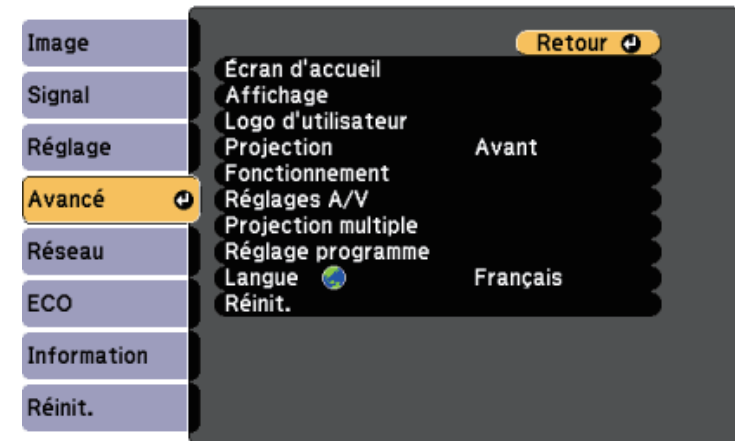 Image
Signal
Réglage
Avancé
Réseau
ECO
Information
Réinit.
Retour
Écran d'accueil
Affichage
Logo d'utilisateur
Projection Avant
Fonctionnement
Réglages A/V
Projection multiple
Réglage programme
Langue Français
Réinit.